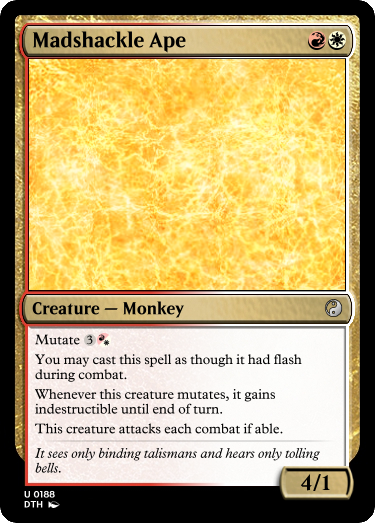 Madshackle Ape
Creature — Monkey
Mutate 3
You may cast this spell as though it had flash
during combat.
Whenever this creature mutates, it gains
indestructible until end of turn.
This creature attacks each combat if able.
It sees only binding talismans and hears only tolling
bells.
4/1
U 0188
DTH